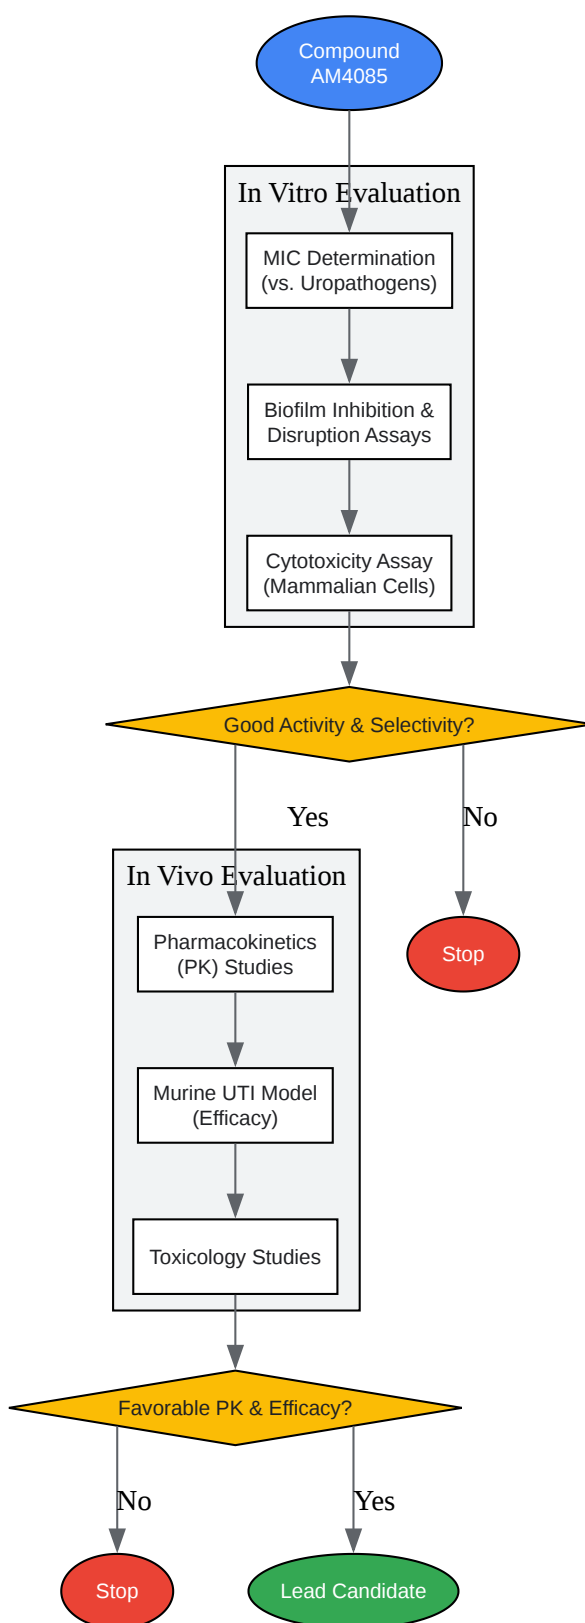 Compound
AM4085
In Vitro Evaluation
MIC Determination
(vs. Uropathogens)
Biofilm Inhibition &
Disruption Assays
Cytotoxicity Assay
(Mammalian Cells)
Good Activity & Selectivity?
Yes
No
In Vivo Evaluation
Pharmacokinetics
(PK) Studies
Stop
Murine UTI Model
(Efficacy)
Toxicology Studies
Favorable PK & Efficacy?
No
Yes
Stop
Lead Candidate